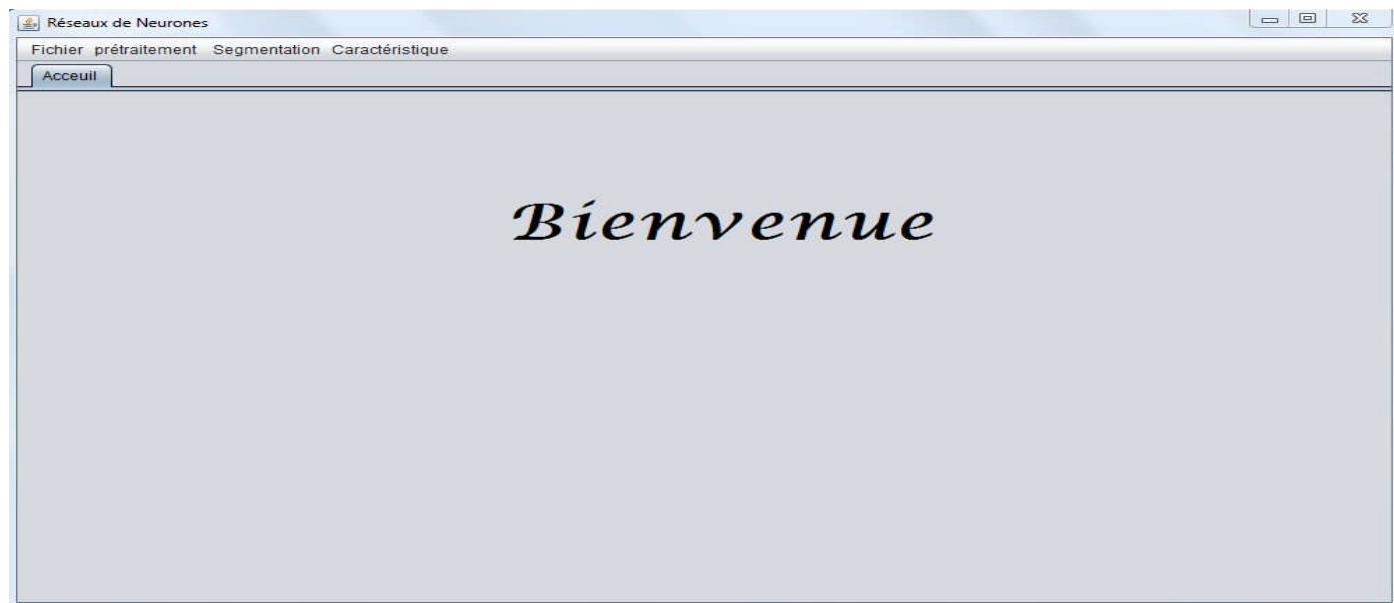 Réseaux de Neurones
Fichier prétraitement Segmentation Caractéristique
Acceuil
Bienvenue